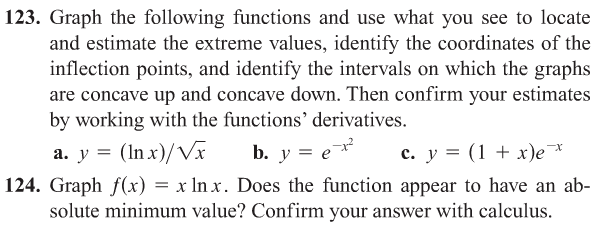 123. Graph the following functions and use what you see to locate
and estimate the extreme values, identify the coordinates of the
inflection points, and identify the intervals on which the graphs
are concave up and concave down. Then confirm your estimates
by working with the functions’ derivatives.
a. y = (ln x)/√x b. y = e^{−x²} c. y = (1 + x)e^{−x}
124. Graph f(x) = x ln x. Does the function appear to have an ab-
solute minimum value? Confirm your answer with calculus.